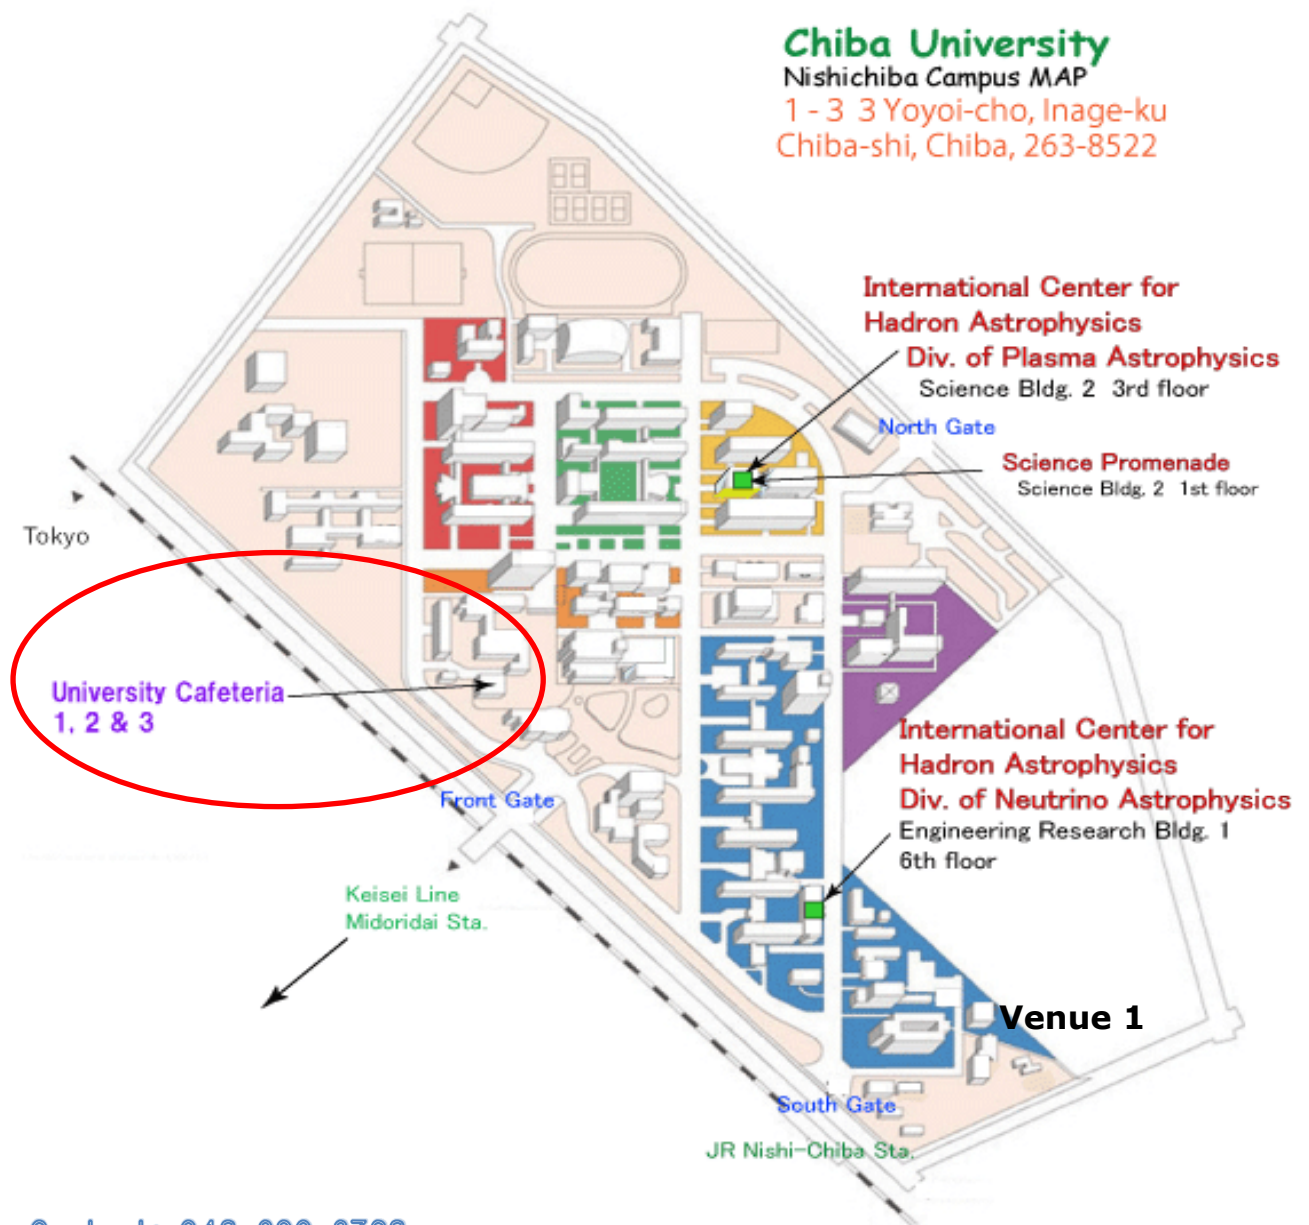 Chiba University
Nishichiba Campus MAP
1 - 3 3 Yoyoi-cho, Inage-ku
Chiba-shi, Chiba, 263-8522
International Center for
Hadron Astrophysics
Div. of Plasma Astrophysics
Science Bldg. 2 3rd floor
North Gate
Science Promenade
Science Bldg. 2 1st floor
Tokyo
University Cafeteria
1, 2 & 3
International Center for
Hadron Astrophysics
Div. of Neutrino Astrophysics
Engineering Research Bldg. 1
6th floor
Front Gate
Keisei Line
Midoridai Sta.
Venue 1
South Gate
JR Nishi-Chiba Sta.